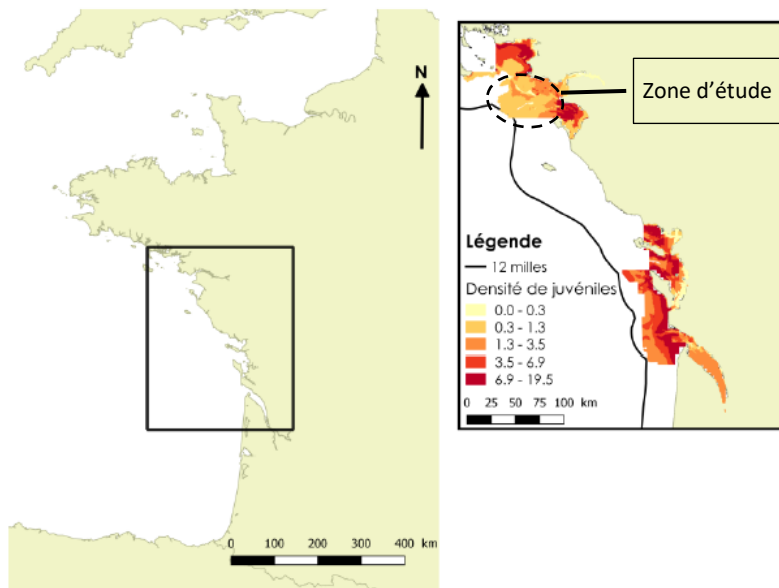 N
0 100 200 300 400 km
Zone d'étude
Légende
12 milles
Densité de juvéniles
0.0 - 0.3
0.3 - 1.3
1.3 - 3.5
3.5 - 6.9
6.9 - 19.5
0 25 50 75 100 km